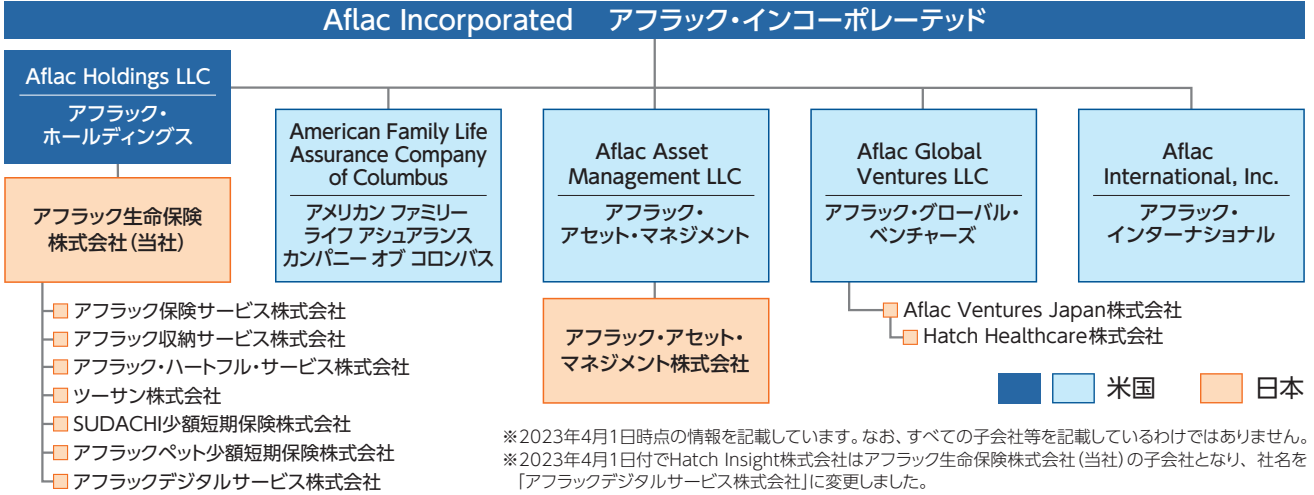 Aflac Incorporated アフラック・インコーポレーテッド
Aflac Holdings LLC
アフラック・
ホールディングス
アフラック生命保険
株式会社(当社)
アフラック保険サービス株式会社
アフラック収納サービス株式会社
アフラック・ハートフル・サービス株式会社
ツーサン株式会社
SUDACHI少額短期保険株式会社
アフラックペット少額短期保険株式会社
アフラックデジタルサービス株式会社
American Family Life
Assurance Company
of Columbus
アメリカン ファミリー
ライフ アシュアランス
カンパニー オブ コロンバス
Aflac Asset
Management LLC
アフラック・
アセット・マネジメント
アフラック・アセット・
マネジメント株式会社
Aflac Global
Ventures LLC
アフラック・グローバル・
ベンチャーズ
Aflac Ventures Japan株式会社
Hatch Healthcare株式会社
Aflac
International, Inc.
アフラック・
インターナショナル
米国
日本
※2023年4月1日時点の情報を記載しています。なお、すべての子会社等を記載しているわけではありません。
※2023年4月1日付でHatch Insight株式会社はアフラック生命保険株式会社(当社)の子会社となり、社名を
「アフラックデジタルサービス株式会社」に変更しました。